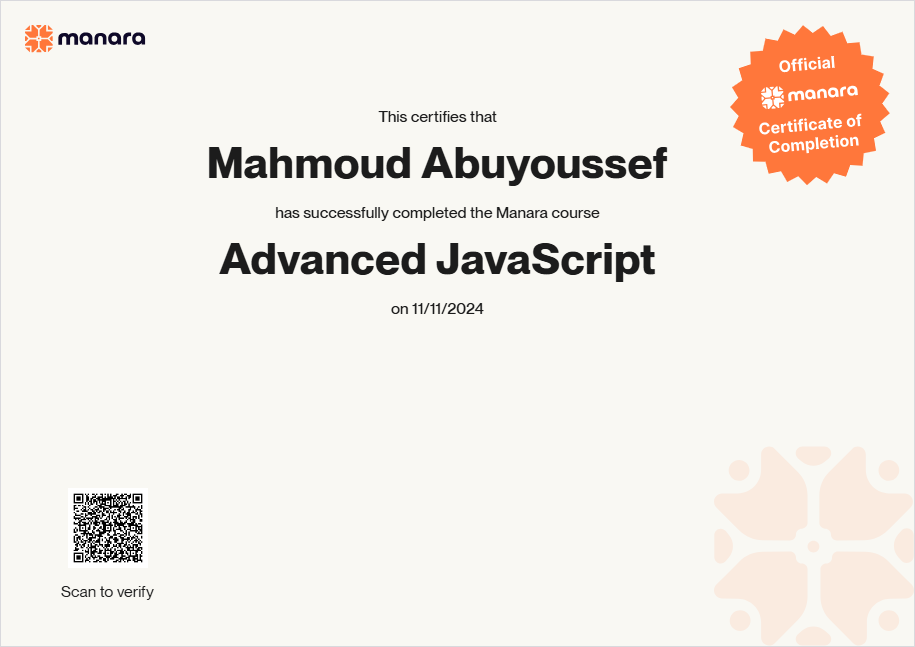 manara
Official
manara
Certificate of
Completion
This certifies that
Mahmoud Abuyoussef
has successfully completed the Manara course
Advanced JavaScript
on 11/11/2024
Scan to verify